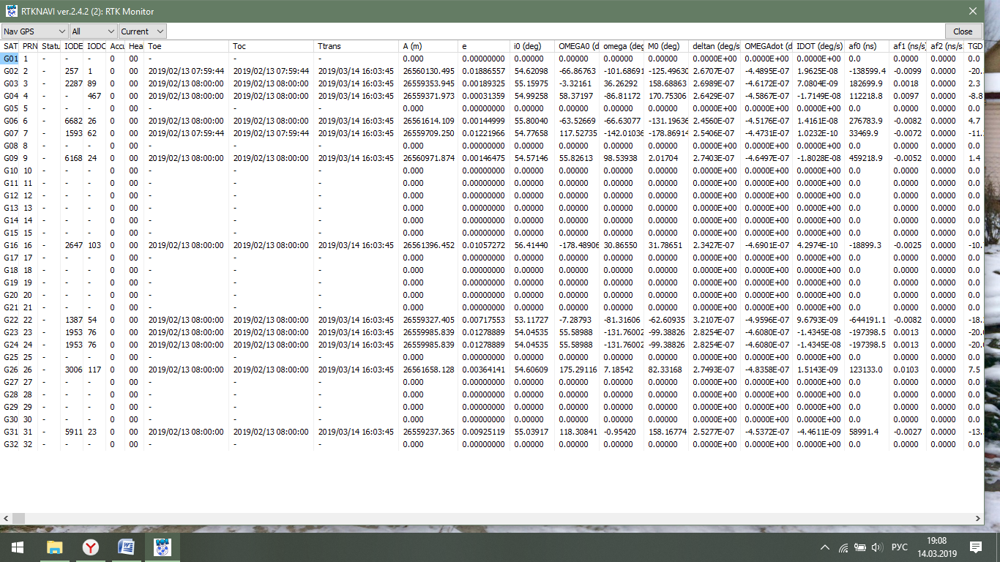 RTKNAVI ver.2.4.2 (2): RTK Monitor
Nav GPS All Current Close
SAT PRN Statu IODE IODC Accu Hea Toe Toc Ttrans A (m) e i0 (deg) OMEGA0 (d omega (deg M0 (deg) deltan (deg/s OMEGAdot (d IDOT (deg/s) af0 (ns) af1 (ns/s) af2 (ns/s TGD
G01 1 - - - 0 00 - - - 0.000 0.00000000 0.00000 0.00000 0.00000 0.00000 0.0000E+00 0.0000E+00 0.0000E+00 0.0 0.0000 0.0000 0.0
G02 2 - 257 1 0 00 2019/02/13 07:59:44 2019/02/13 07:59:44 2019/03/14 16:03:45 26560130.495 0.01886557 54.62098 -66.86763 -101.68691 -125.49630 2.6707E-07 -4.4895E-07 1.9625E-08 -138599.4 -0.0099 0.0000 -20.
G03 3 - 2287 89 0 00 2019/02/13 08:00:00 2019/02/13 08:00:00 2019/03/14 16:03:45 26559353.945 0.00189325 55.15975 -3.32161 36.26292 158.68863 2.6989E-07 -4.6172E-07 7.0804E-09 182699.9 0.0018 0.0000 2.3
G04 4 - - 467 0 00 2019/02/13 08:00:00 2019/02/13 08:00:00 2019/03/14 16:03:45 26559371.973 0.00031359 54.99258 58.37197 -86.81172 170.75306 2.6429E-07 -4.5867E-07 -1.7149E-08 112218.8 0.0097 0.0000 -8.8
G05 5 - - - 0 00 - - - 0.000 0.00000000 0.00000 0.00000 0.00000 0.00000 0.0000E+00 0.0000E+00 0.0000E+00 0.0 0.0000 0.0000 0.0
G06 6 - 6682 26 0 00 2019/02/13 08:00:00 2019/02/13 08:00:00 2019/03/14 16:03:45 26561614.109 0.00144999 55.80040 -63.52669 -66.63077 -131.19636 2.4560E-07 -4.5176E-07 1.4161E-08 276783.9 -0.0082 0.0000 4.7
G07 7 - 1593 62 0 00 2019/02/13 07:59:44 2019/02/13 07:59:44 2019/03/14 16:03:45 26559709.250 0.01221966 54.77658 117.52735 -142.01036 -178.86914 2.5406E-07 -4.4731E-07 1.0232E-10 33469.9 -0.0072 0.0000 -11.
G08 8 - - - 0 00 - - - 0.000 0.00000000 0.00000 0.00000 0.00000 0.00000 0.0000E+00 0.0000E+00 0.0000E+00 0.0 0.0000 0.0000 0.0
G09 9 - 6168 24 0 00 2019/02/13 08:00:00 2019/02/13 08:00:00 2019/03/14 16:03:45 26560971.874 0.00146475 54.57146 55.82613 98.53938 2.01704 2.7403E-07 -4.6497E-07 -1.8028E-08 459218.9 -0.0052 0.0000 1.4
G10 10 - - - 0 00 - - - 0.000 0.00000000 0.00000 0.00000 0.00000 0.00000 0.0000E+00 0.0000E+00 0.0000E+00 0.0 0.0000 0.0000 0.0
G11 11 - - - 0 00 - - - 0.000 0.00000000 0.00000 0.00000 0.00000 0.00000 0.0000E+00 0.0000E+00 0.0000E+00 0.0 0.0000 0.0000 0.0
G12 12 - - - 0 00 - - - 0.000 0.00000000 0.00000 0.00000 0.00000 0.00000 0.0000E+00 0.0000E+00 0.0000E+00 0.0 0.0000 0.0000 0.0
G13 13 - - - 0 00 - - - 0.000 0.00000000 0.00000 0.00000 0.00000 0.00000 0.0000E+00 0.0000E+00 0.0000E+00 0.0 0.0000 0.0000 0.0
G14 14 - - - 0 00 - - - 0.000 0.00000000 0.00000 0.00000 0.00000 0.00000 0.0000E+00 0.0000E+00 0.0000E+00 0.0 0.0000 0.0000 0.0
G15 15 - - - 0 00 - - - 0.000 0.00000000 0.00000 0.00000 0.00000 0.00000 0.0000E+00 0.0000E+00 0.0000E+00 0.0 0.0000 0.0000 0.0
G16 16 - 2647 103 0 00 2019/02/13 08:00:00 2019/02/13 08:00:00 2019/03/14 16:03:45 26561396.452 0.01057272 56.41440 -178.48906 30.86550 31.78651 2.3427E-07 -4.6901E-07 4.2974E-10 -18899.3 -0.0025 0.0000 -10.
G17 17 - - - 0 00 - - - 0.000 0.00000000 0.00000 0.00000 0.00000 0.00000 0.0000E+00 0.0000E+00 0.0000E+00 0.0 0.0000 0.0000 0.0
G18 18 - - - 0 00 - - - 0.000 0.00000000 0.00000 0.00000 0.00000 0.00000 0.0000E+00 0.0000E+00 0.0000E+00 0.0 0.0000 0.0000 0.0
G19 19 - - - 0 00 - - - 0.000 0.00000000 0.00000 0.00000 0.00000 0.00000 0.0000E+00 0.0000E+00 0.0000E+00 0.0 0.0000 0.0000 0.0
G20 20 - - - 0 00 - - - 0.000 0.00000000 0.00000 0.00000 0.00000 0.00000 0.0000E+00 0.0000E+00 0.0000E+00 0.0 0.0000 0.0000 0.0
G21 21 - - - 0 00 - - - 0.000 0.00000000 0.00000 0.00000 0.00000 0.00000 0.0000E+00 0.0000E+00 0.0000E+00 0.0 0.0000 0.0000 0.0
G22 22 - 1387 54 0 00 2019/02/13 08:00:00 2019/02/13 08:00:00 2019/03/14 16:03:45 26559327.405 0.00717553 53.11727 -7.28793 -81.31606 -62.60935 3.2107E-07 -4.9596E-07 9.6793E-09 -644191.1 -0.0082 0.0000 -18.
G23 23 - 1953 76 0 00 2019/02/13 08:00:00 2019/02/13 08:00:00 2019/03/14 16:03:45 26559985.839 0.01278889 54.04535 55.58988 -131.76002 -99.38826 2.8254E-07 -4.6080E-07 -1.4345E-08 -197398.5 0.0013 0.0000 -20.
G24 24 - 1953 76 0 00 2019/02/13 08:00:00 2019/02/13 08:00:00 2019/03/14 16:03:45 26559985.839 0.01278889 54.04535 55.58988 -131.76002 -99.38826 2.8254E-07 -4.6080E-07 -1.4345E-08 -197398.5 0.0013 0.0000 -20.
G25 25 - - - 0 00 - - - 0.000 0.00000000 0.00000 0.00000 0.00000 0.00000 0.0000E+00 0.0000E+00 0.0000E+00 0.0 0.0000 0.0000 0.0
G26 26 - 3006 117 0 00 2019/02/13 08:00:00 2019/02/13 08:00:00 2019/03/14 16:03:45 26561658.128 0.00364141 54.60609 175.29116 7.18542 82.33168 2.7493E-07 -4.8358E-07 1.5143E-09 123133.0 0.0103 0.0000 7.5
G27 27 - - - 0 00 - - - 0.000 0.00000000 0.00000 0.00000 0.00000 0.00000 0.0000E+00 0.0000E+00 0.0000E+00 0.0 0.0000 0.0000 0.0
G28 28 - - - 0 00 - - - 0.000 0.00000000 0.00000 0.00000 0.00000 0.00000 0.0000E+00 0.0000E+00 0.0000E+00 0.0 0.0000 0.0000 0.0
G29 29 - - - 0 00 - - - 0.000 0.00000000 0.00000 0.00000 0.00000 0.00000 0.0000E+00 0.0000E+00 0.0000E+00 0.0 0.0000 0.0000 0.0
G30 30 - - - 0 00 - - - 0.000 0.00000000 0.00000 0.00000 0.00000 0.00000 0.0000E+00 0.0000E+00 0.0000E+00 0.0 0.0000 0.0000 0.0
G31 31 - 5911 23 0 00 2019/02/13 08:00:00 2019/02/13 08:00:00 2019/03/14 16:03:45 26559237.365 0.00925119 55.03917 118.30841 -0.95420 158.16774 2.5277E-07 -4.5372E-07 -4.4611E-09 58991.4 -0.0027 0.0000 -13.
G32 32 - - - 0 00 - - - 0.000 0.00000000 0.00000 0.00000 0.00000 0.00000 0.0000E+00 0.0000E+00 0.0000E+00 0.0 0.0000 0.0000 0.0
РУС
19:08
14.03.2019